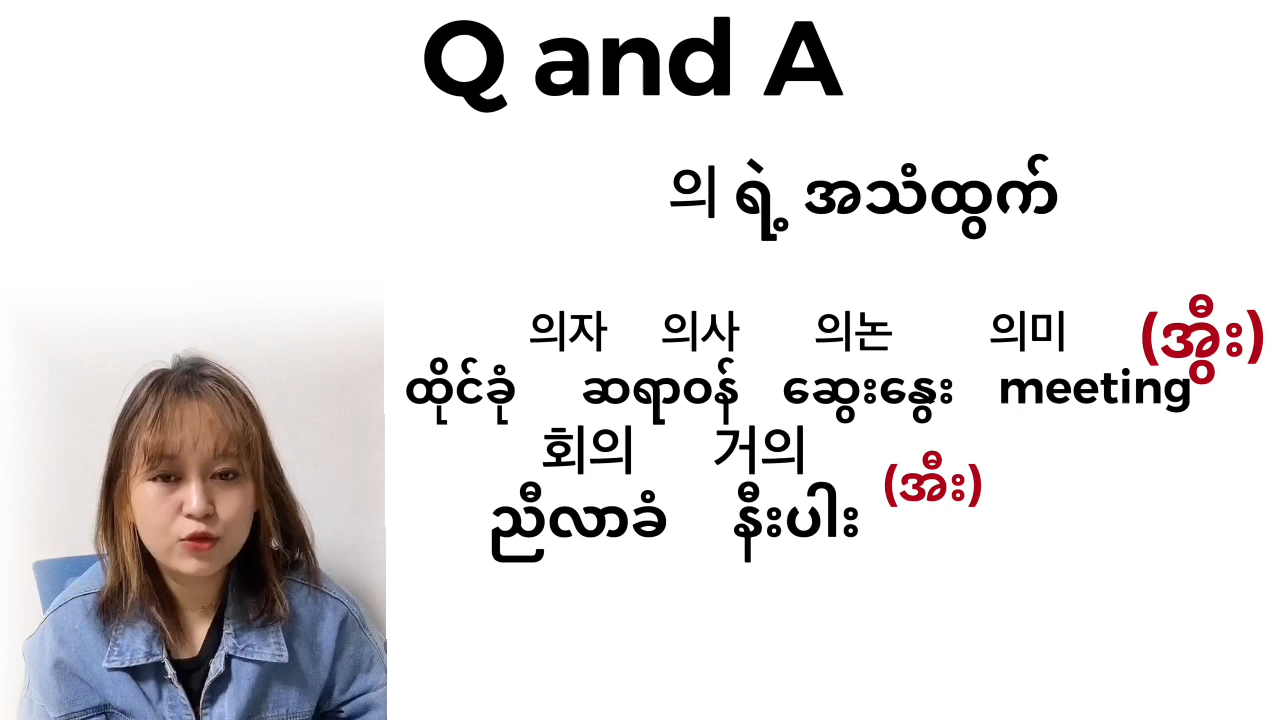 Q and A
의 ရဲ့ အသံထွက်
의자 의사 의논 의미 (အွီး)
ထိုင်ခုံ ဆရာဝန် ဆွေးနွေး meeting
회의 거의 (အီး)
ညီလာခံ နီးပါး